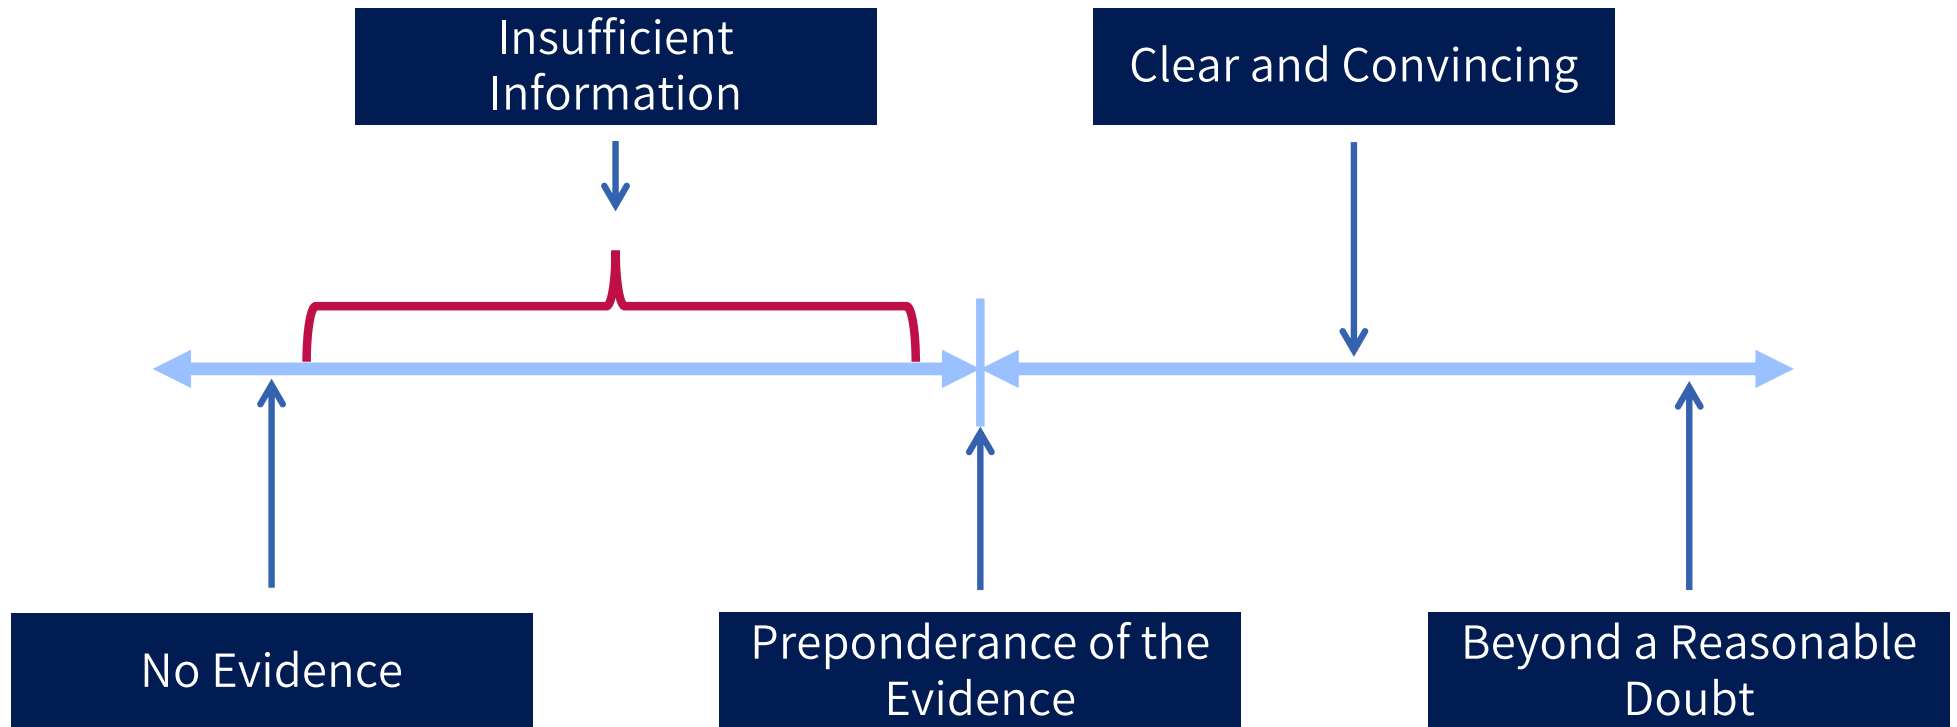 Insufficient
Information
Clear and Convincing
No Evidence
Preponderance of the
Evidence
Beyond a Reasonable
Doubt